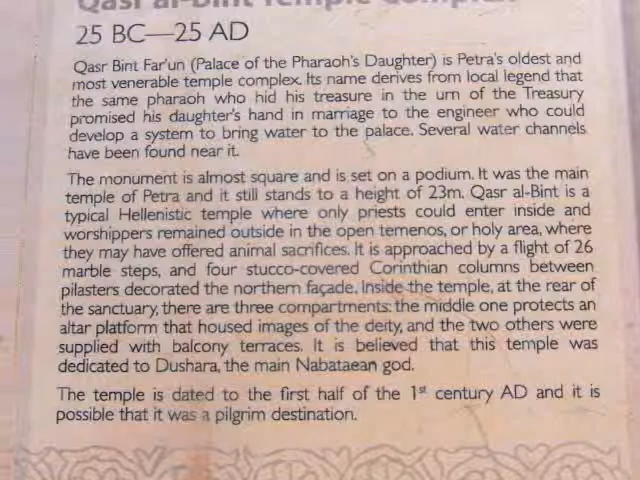 Qasr al-Bint Temple Complex
25 BC—25 AD
Qasr Bint Far'un (Palace of the Pharaoh's Daughter) is Petra's oldest and
most venerable temple complex. Its name derives from local legend that
the same pharaoh who hid his treasure in the urn of the Treasury
promised his daughter's hand in marriage to the engineer who could
develop a system to bring water to the palace. Several water channels
have been found near it.
The monument is almost square and is set on a podium. It was the main
temple of Petra and it still stands to a height of 23m. Qasr al-Bint is a
typical Hellenistic temple where only priests could enter inside and
worshippers remained outside in the open temenos, or holy area, where
they may have offered animal sacrifices. It is approached by a flight of 26
marble steps, and four stucco-covered Corinthian columns between
pilasters decorated the northern façade. Inside the temple, at the rear of
the sanctuary, there are three compartments: the middle one protects an
altar platform that housed images of the deity, and the two others were
supplied with balcony terraces. It is believed that this temple was
dedicated to Dushara, the main Nabataean god.
The temple is dated to the first half of the 1st century AD and it is
possible that it was a pilgrim destination.